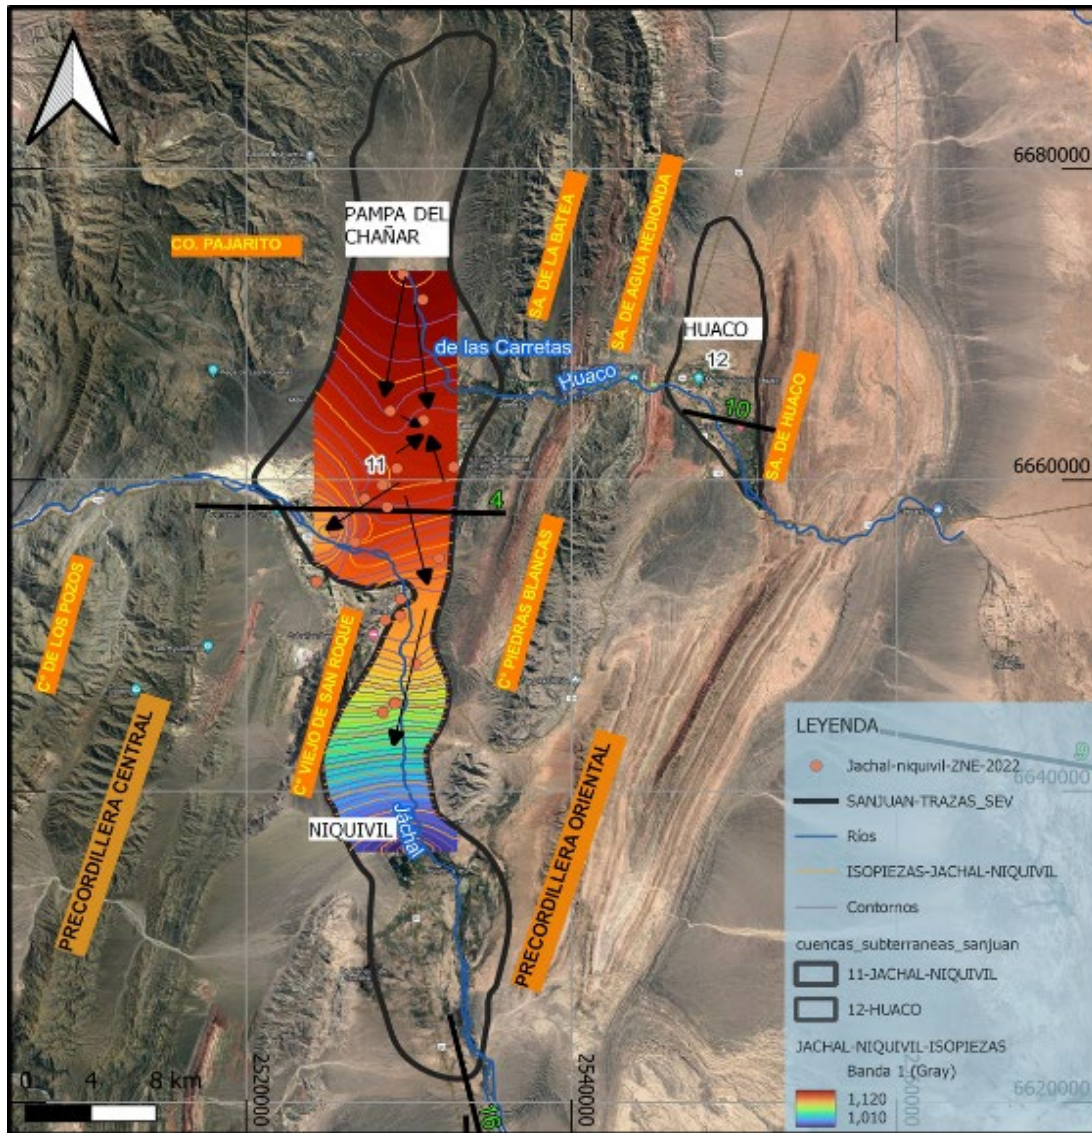 6680000
PAMPA DEL
CHAÑAR
CO. PAJARITO
SA. DE LA BATEA
SA. DE AGUA HEDIONDA
HUACO
12
de las Carretas
Huaco
10
SA. DE HUACO
11
6660000
4
C° DE LOS POZOS
C° VIEJO DE SAN ROQUE
C° PIEDRAS BLANCAS
PRECORDILLERA CENTRAL
PRECORDILLERA ORIENTAL
NIQUIVIL
Jáchal
LEYENDA
9
Jachal-niquivil-ZNE-2022
6640000
SANJUAN-TRAZAS_SEV
Ríos
ISOPIEZAS-JACHAL-NIQUIVIL
Contornos
cuencas_subterraneas_sanjuan
11-JACHAL-NIQUIVIL
12-HUACO
JACHAL-NIQUIVIL-ISOPIEZAS
Banda 1 (Gray)
1,120
1,010
6620000
0 4 8 km
2520000
2540000
16